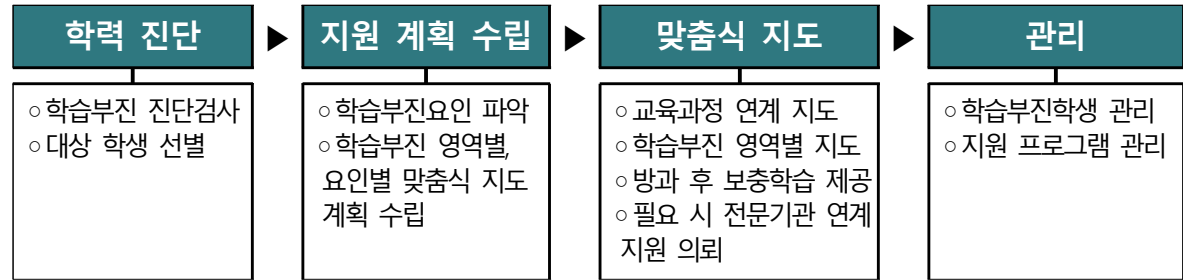 학력 진단
▶
지원 계획 수립
▶
맞춤식 지도
▶
관리
○학습부진 진단검사
○대상 학생 선별
○학습부진요인 파악
○학습부진 영역별,
요인별 맞춤식 지도
계획 수립
○교육과정 연계 지도
○학습부진 영역별 지도
○방과 후 보충학습 제공
○필요 시 전문기관 연계
지원 의뢰
○학습부진학생 관리
○지원 프로그램 관리